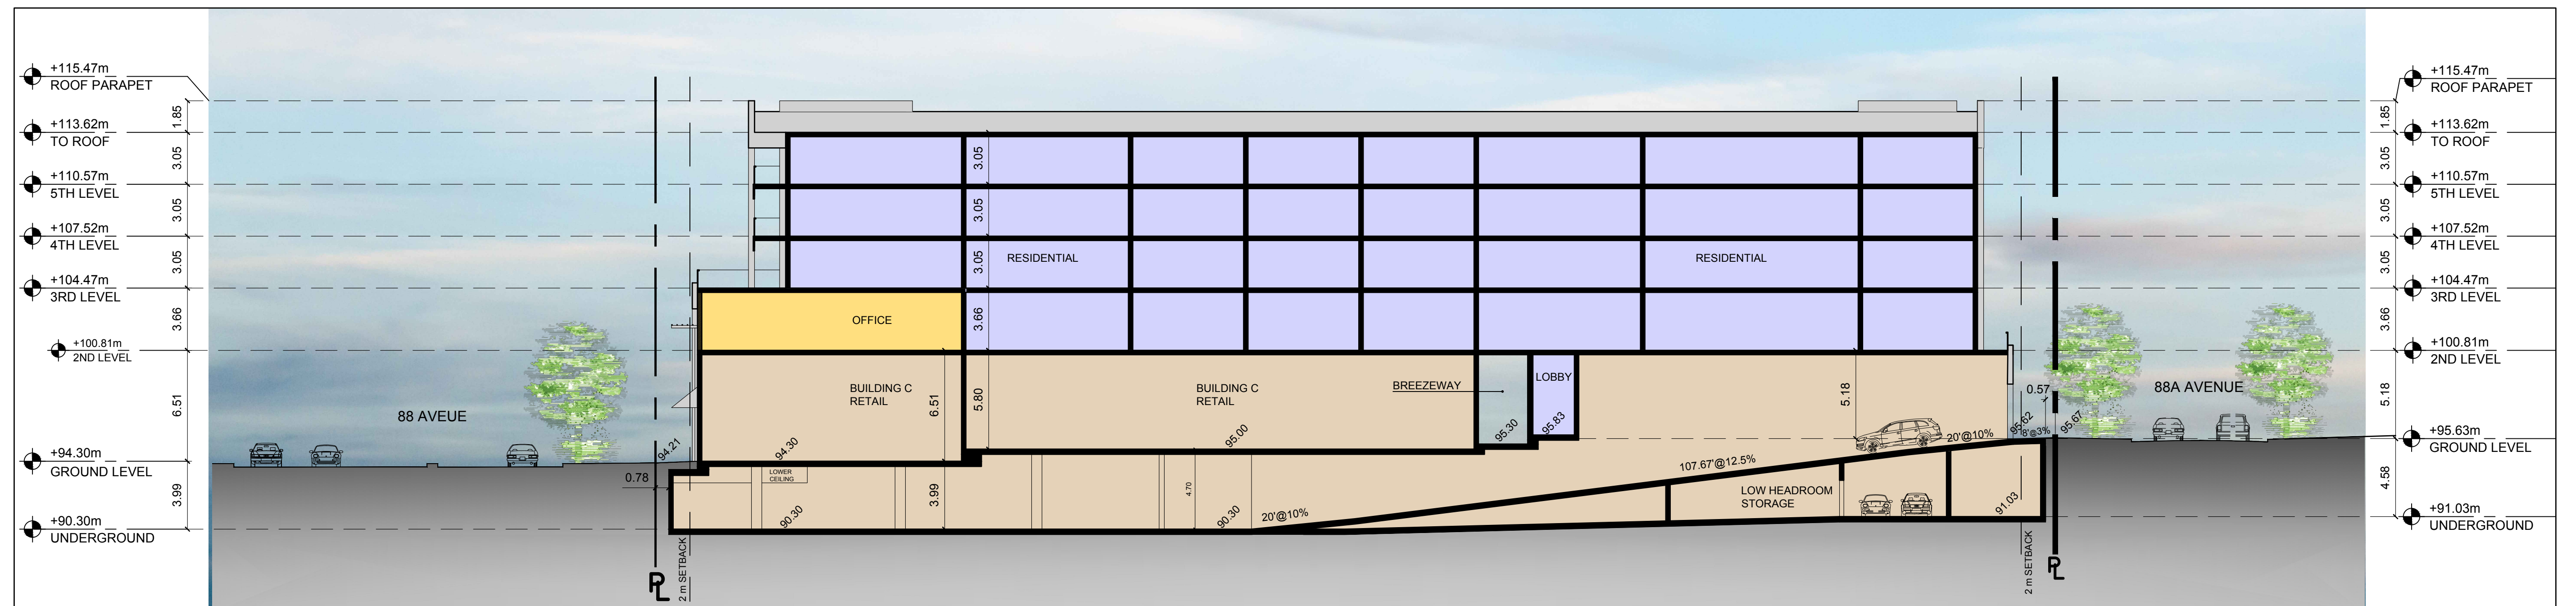 +115.47m
ROOF PARAPET
1.85
+113.62m
TO ROOF
3.05
+110.57m
5TH LEVEL
3.05
+107.52m
4TH LEVEL
3.05
+104.47m
3RD LEVEL
3.66
+100.81m
2ND LEVEL
6.51
+94.30m
GROUND LEVEL
3.99
+90.30m
UNDERGROUND
88 AVEUE
94.21
0.78
PL
2 m SETBACK
3.05
3.05
RESIDENTIAL
RESIDENTIAL
OFFICE
3.66
BUILDING C
RETAIL
6.51
5.80
BUILDING C
RETAIL
BREEZEWAY
LOBBY
5.18
94.30
95.00
95.30
95.83
LOWER
CEILING
90.30
3.99
4.70
90.30
20'@10%
107.67'@12.5%
20'@10%
8'@3%
LOW HEADROOM
STORAGE
91.03
95.62
0.57
95.67
88A AVENUE
2 m SETBACK
PL
+115.47m
ROOF PARAPET
1.85
+113.62m
TO ROOF
3.05
+110.57m
5TH LEVEL
3.05
+107.52m
4TH LEVEL
3.05
+104.47m
3RD LEVEL
3.66
+100.81m
2ND LEVEL
5.18
+95.63m
GROUND LEVEL
4.58
+91.03m
UNDERGROUND